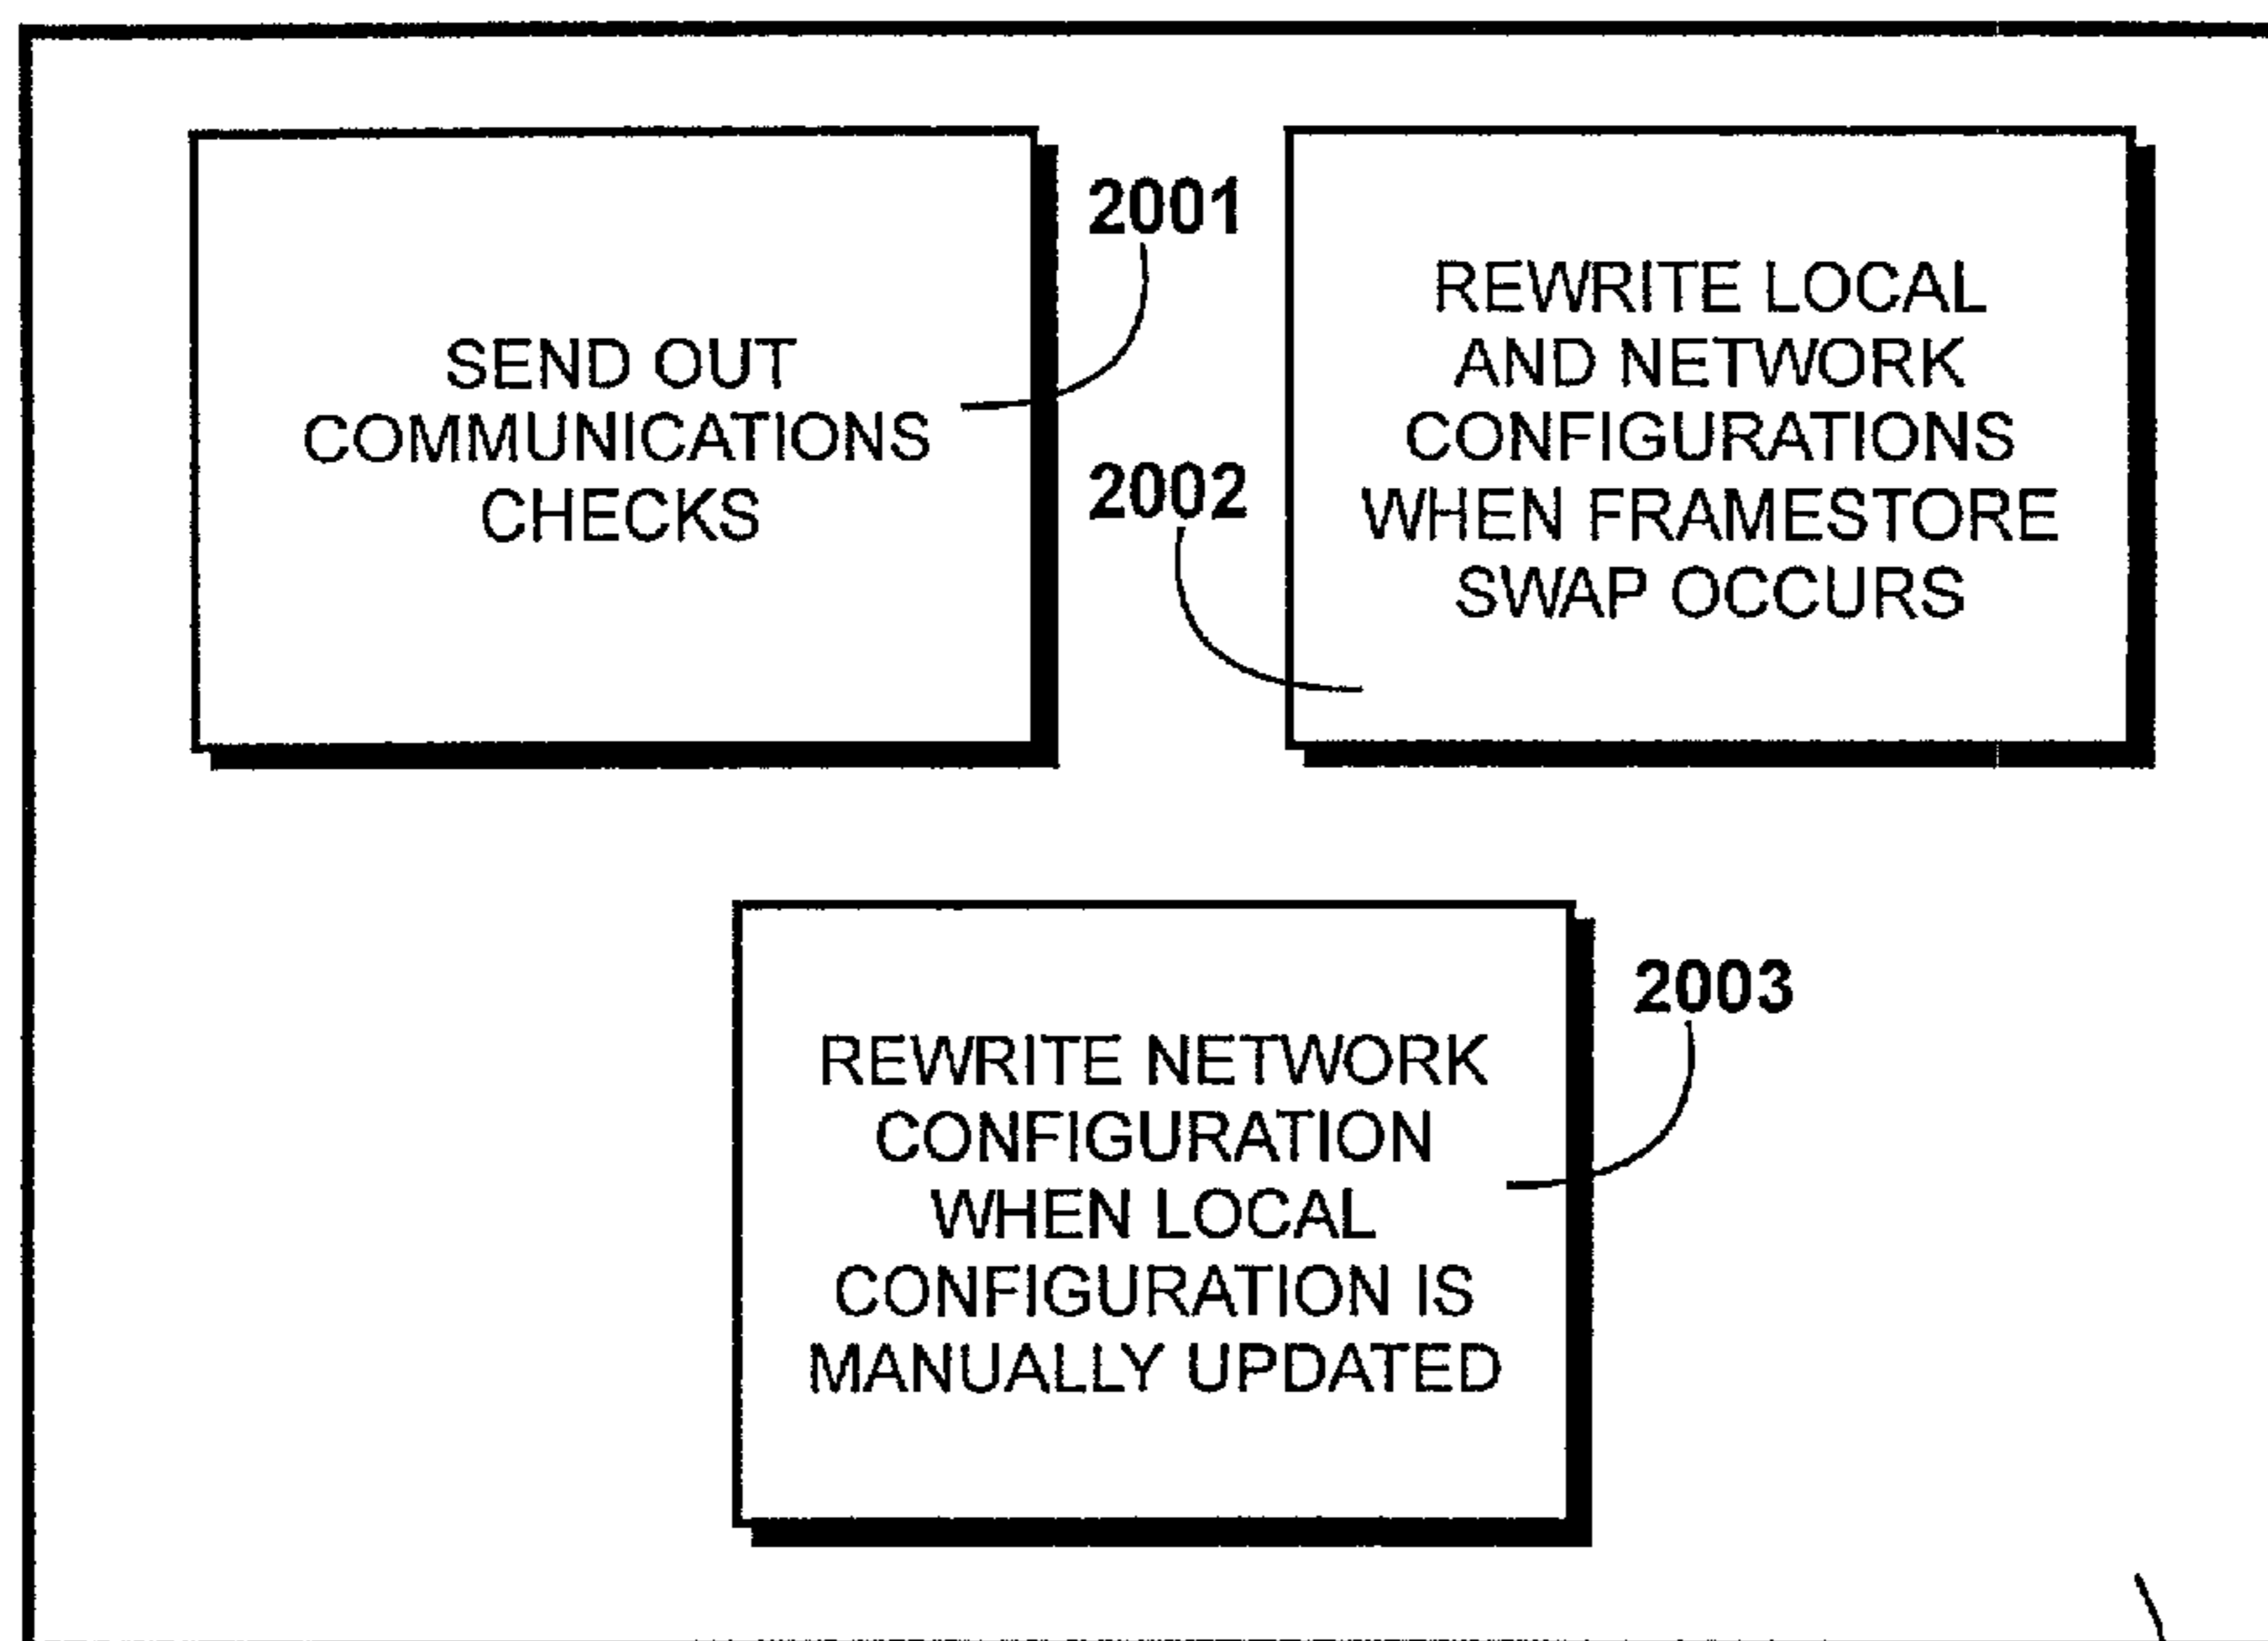 2001
SEND OUT
COMMUNICATIONS
CHECKS
2002
REWRITE LOCAL
AND NETWORK
CONFIGURATIONS
WHEN FRAMESTORE
SWAP OCCURS
2003
REWRITE NETWORK
CONFIGURATION
WHEN LOCAL
CONFIGURATION IS
MANUALLY UPDATED